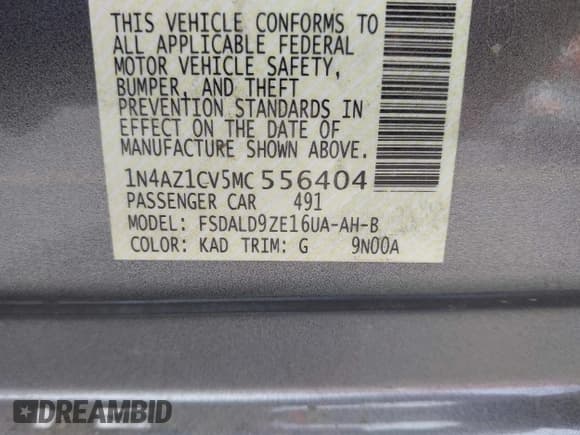 THIS VEHICLE CONFORMS TO
ALL APPLICABLE FEDERAL
MOTOR VEHICLE SAFETY,
BUMPER, AND THEFT
PREVENTION STANDARDS IN
EFFECT ON THE DATE OF
MANUFACTURE SHOWN ABOVE.
1N4AZ1CV5MC 556404
PASSENGER CAR 491
MODEL: FSDALD9ZE16UA-AH-B
COLOR: KAD TRIM: G 9N00A
DREAMBID